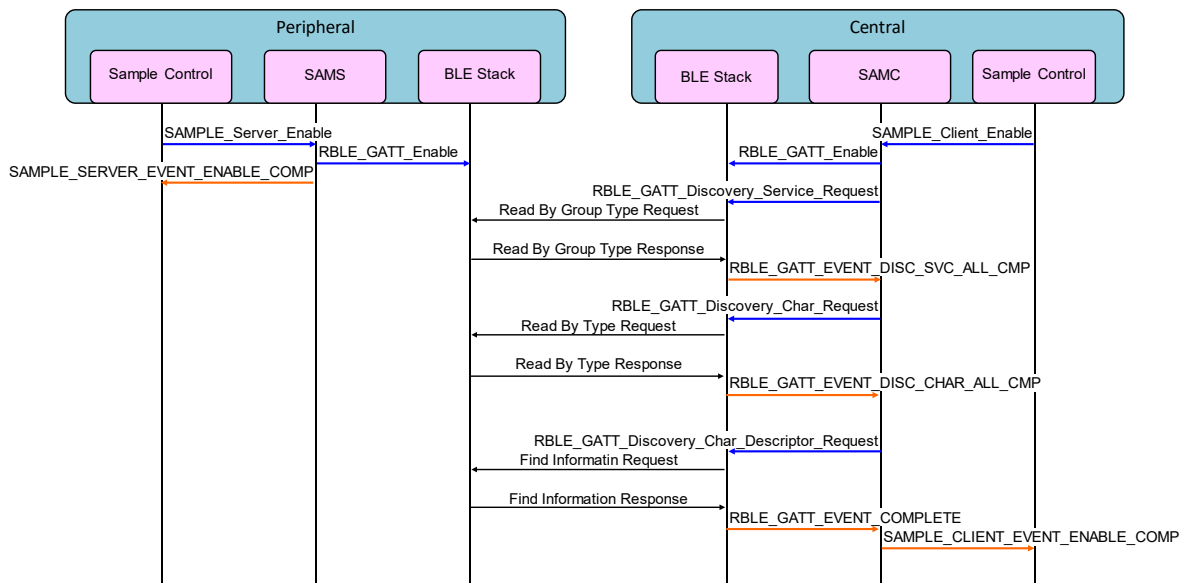 Peripheral
Central
Sample Control
SAMS
BLE Stack
BLE Stack
SAMC
Sample Control
SAMPLE_Server_Enable
SAMPLE_Client_Enable
RBLE_GATT_Enable
RBLE_GATT_Enable
SAMPLE_SERVER_EVENT_ENABLE_COMP
RBLE_GATT_Discovery_Service_Request
Read By Group Type Request
Read By Group Type Response
RBLE_GATT_EVENT_DISC_SVC_ALL_CMP
RBLE_GATT_Discovery_Char_Request
Read By Type Request
Read By Type Response
RBLE_GATT_EVENT_DISC_CHAR_ALL_CMP
RBLE_GATT_Discovery_Char_Descriptor_Request
Find Informatin Request
Find Information Response
RBLE_GATT_EVENT_COMPLETE
SAMPLE_CLIENT_EVENT_ENABLE_COMP